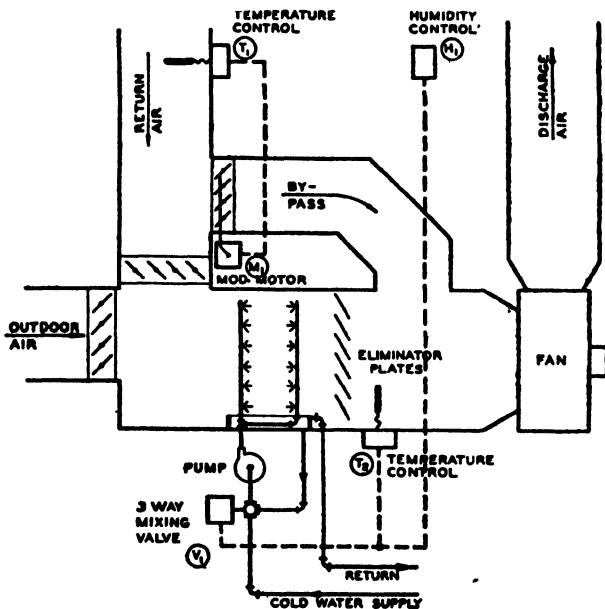 TEMPERATURE
CONTROL
T1
HUMIDITY
CONTROL'
H1
RETURN
AIR
DISCHARGE
AIR
BY-
PASS
M1
MOD-MOTOR
OUTDOOR
AIR
ELIMINATOR
PLATES
FAN
PUMP
T2
TEMPERATURE
CONTROL
3 WAY
MIXING
VALVE
V1
RETURN
COLD WATER SUPPLY